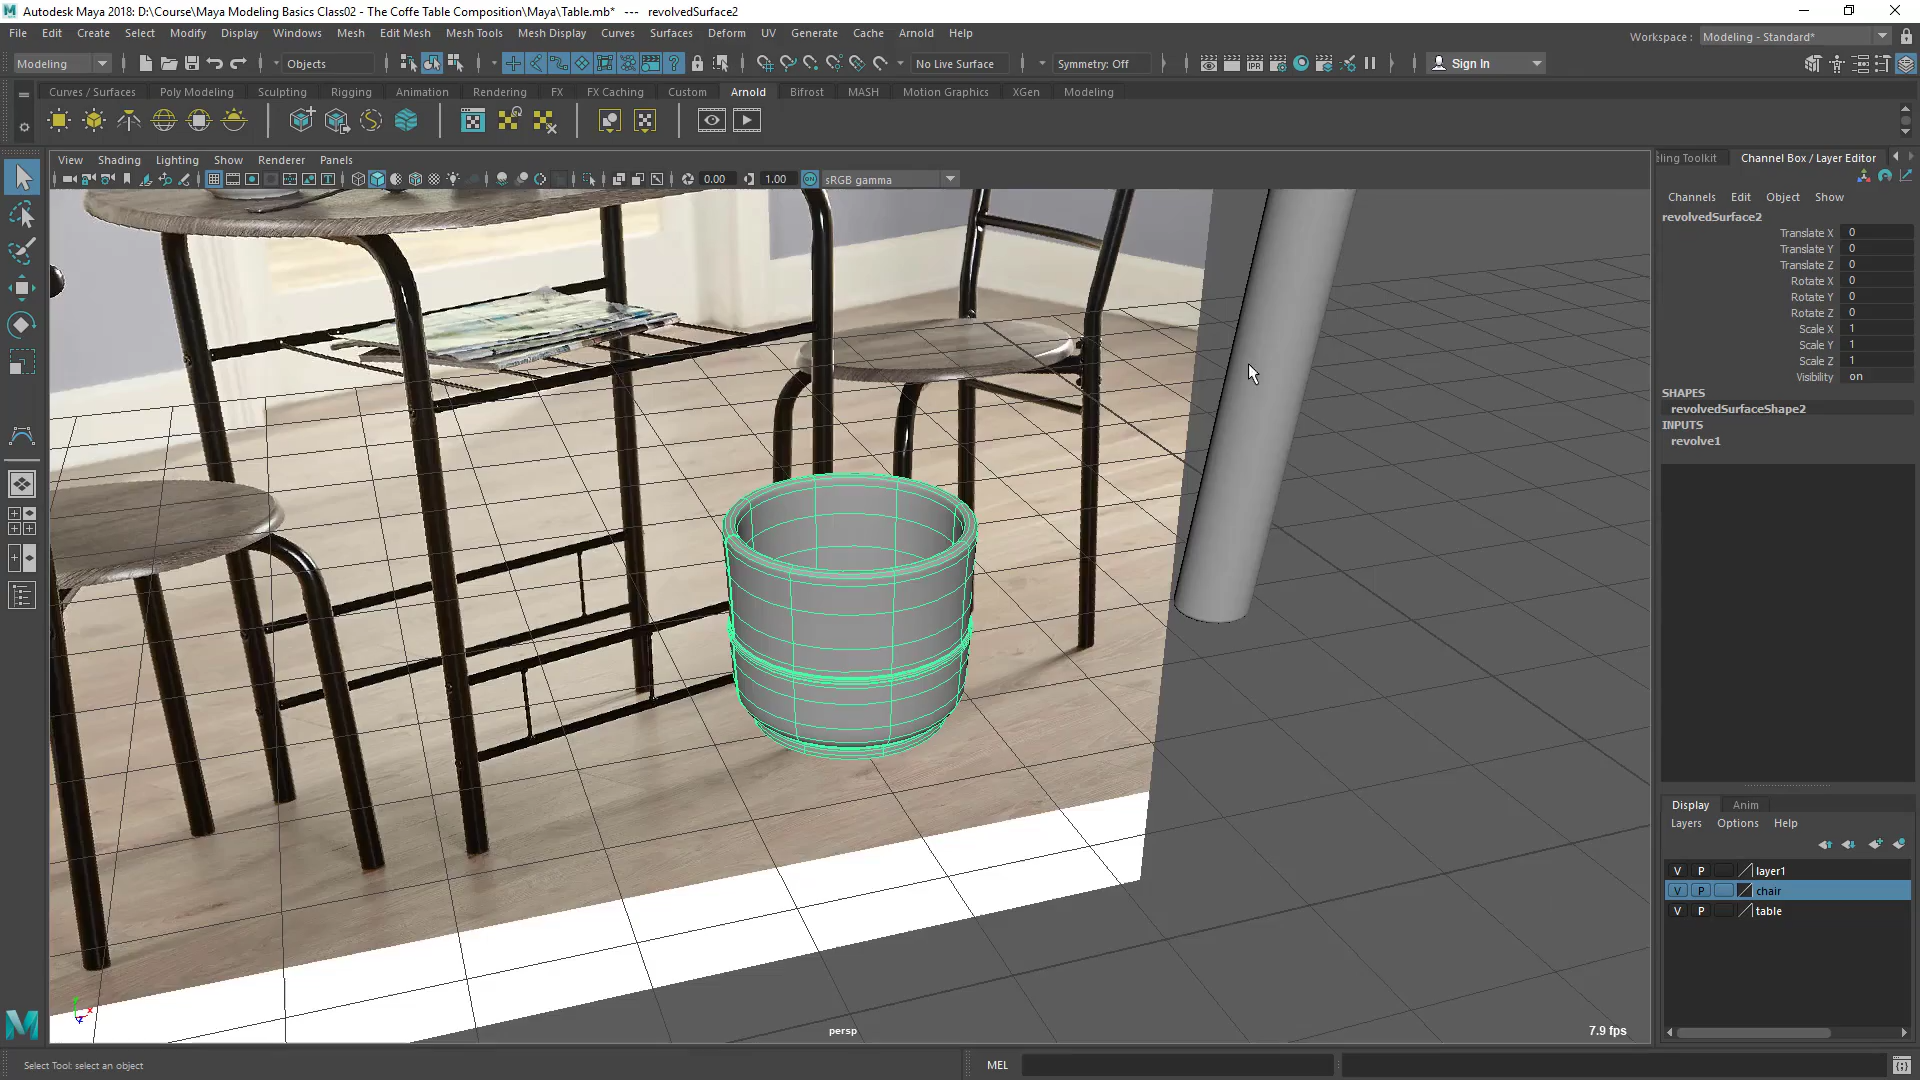 Autodesk Maya 2018: D:\Course\Maya Modeling Basics Class02 - The Coffe Table Composition\Maya\Table.mb* --- revolvedSurface2
File Edit Create Select Modify Display Windows Mesh Edit Mesh Mesh Tools Mesh Display Curves Surfaces Deform UV Generate Cache Arnold Help
Workspace : Modeling - Standard*
Modeling Objects No Live Surface Symmetry: Off Sign In
Curves / Surfaces Poly Modeling Sculpting Rigging Animation Rendering FX FX Caching Custom Arnold Bifrost MASH Motion Graphics XGen Modeling
View Shading Lighting Show Renderer Panels
0.00 1.00 ON sRGB gamma
eling Toolkit Channel Box / Layer Editor
Channels Edit Object Show
revolvedSurface2
Translate X 0
Translate Y 0
Translate Z 0
Rotate X 0
Rotate Y 0
Rotate Z 0
Scale X 1
Scale Y 1
Scale Z 1
Visibility on
SHAPES
revolvedSurfaceShape2
INPUTS
revolve1
Display Anim
Layers Options Help
V P layer1
V P chair
V P table
persp
7.9 fps
Select Tool: select an object
MEL